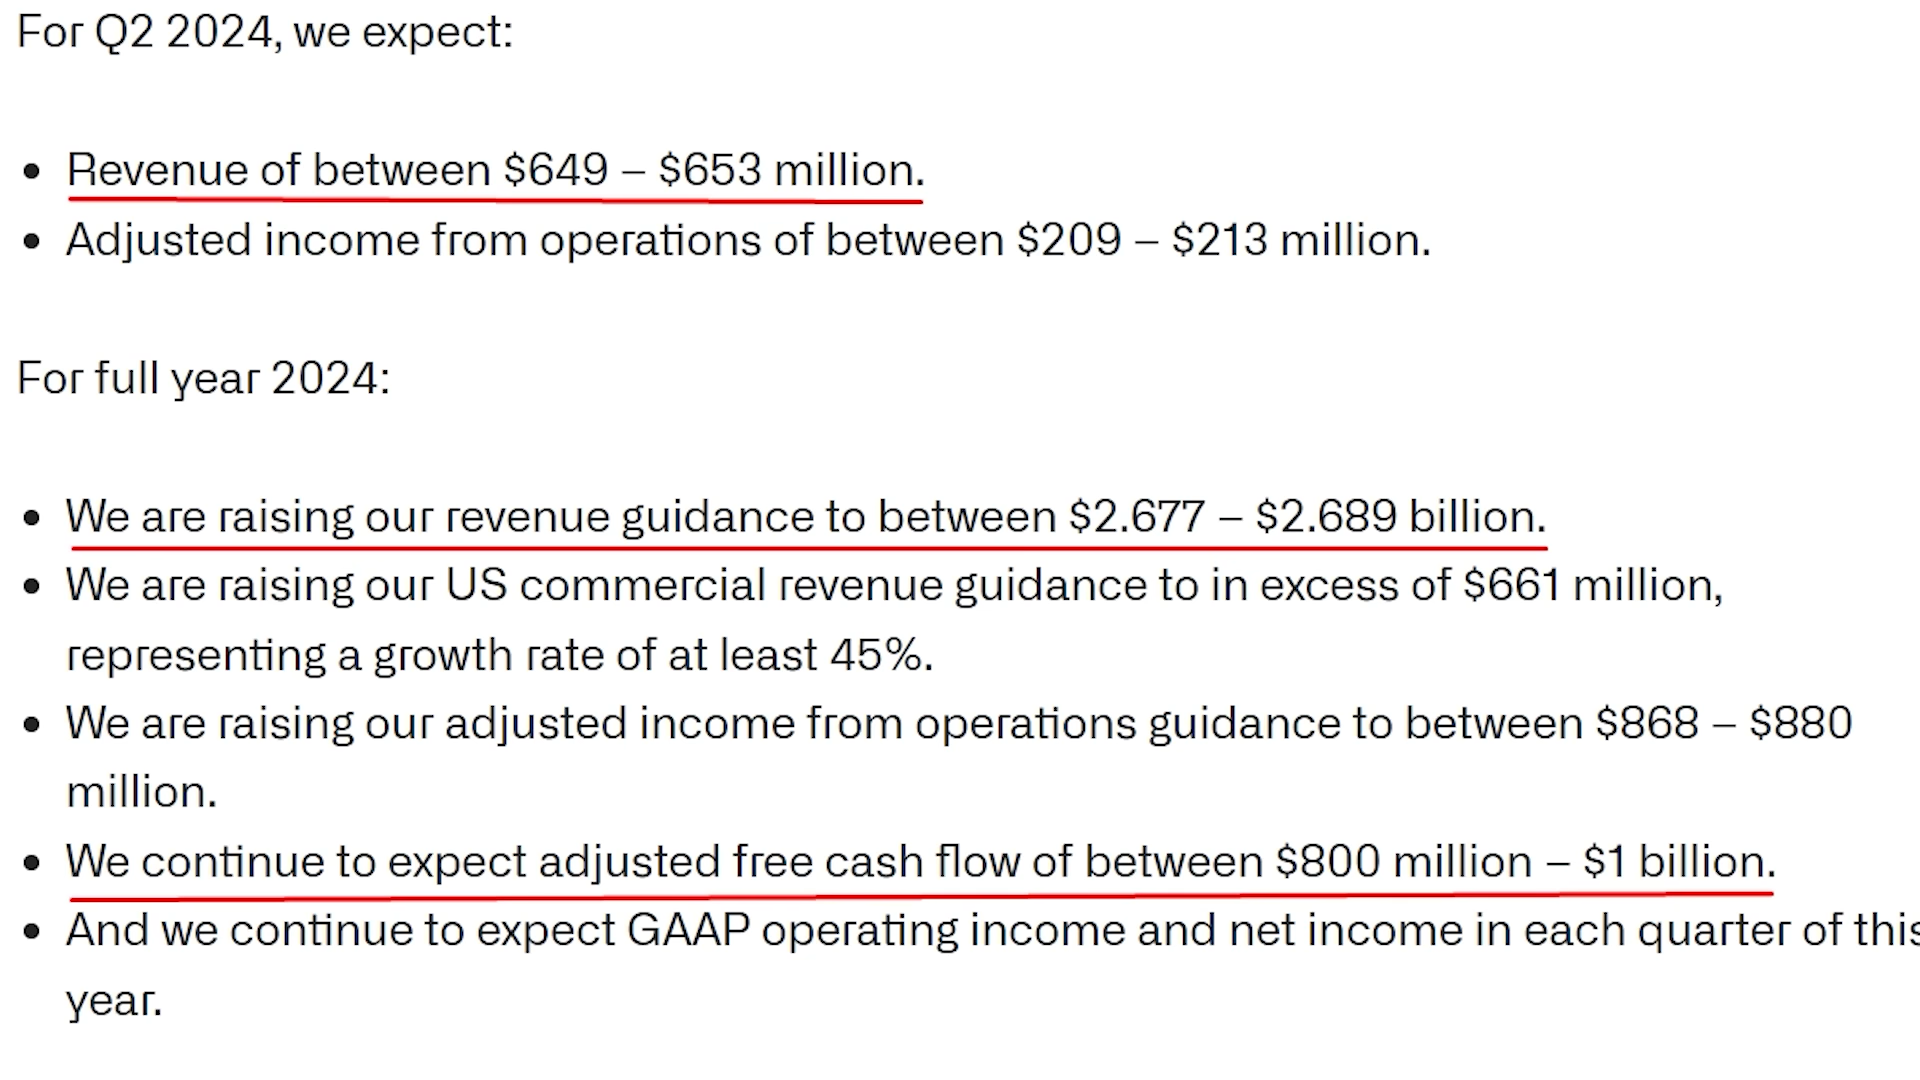 For Q2 2024, we expect:
• Revenue of between $649 – $653 million.
• Adjusted income from operations of between $209 – $213 million.
For full year 2024:
• We are raising our revenue guidance to between $2.677 – $2.689 billion.
• We are raising our US commercial revenue guidance to in excess of $661 million,
representing a growth rate of at least 45%.
• We are raising our adjusted income from operations guidance to between $868 – $880
million.
• We continue to expect adjusted free cash flow of between $800 million – $1 billion.
• And we continue to expect GAAP operating income and net income in each quarter of this
year.